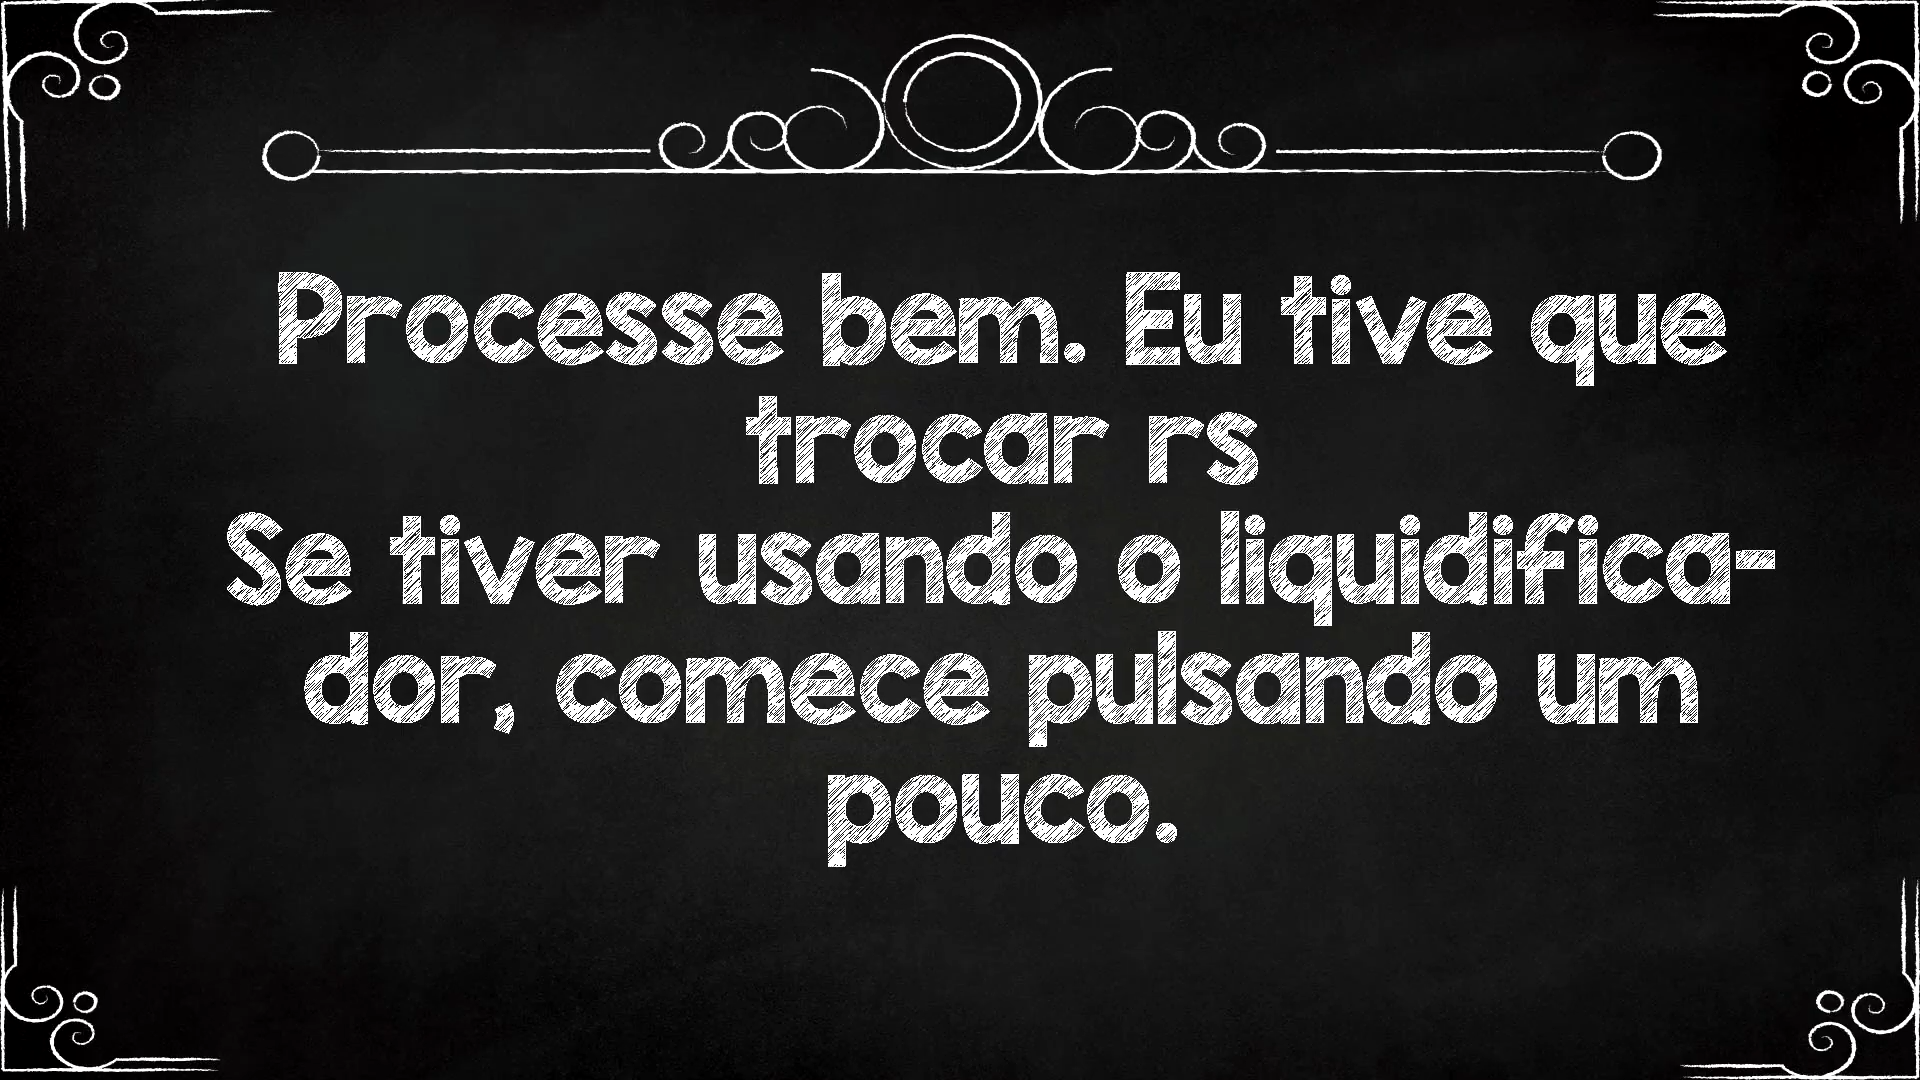 Processe bem. Eu tive que
trocar rs
Se tiver usando o liquidifica-
dor, comece pulsando um
pouco.